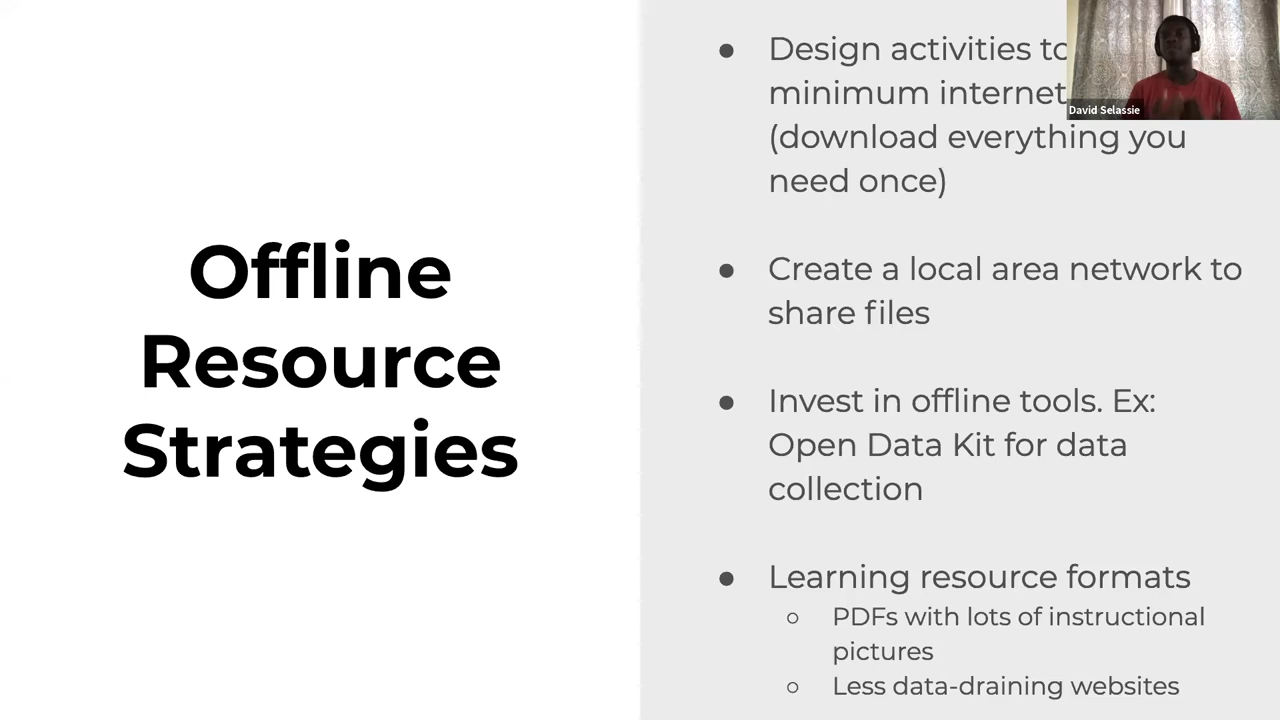 Offline
Resource
Strategies
● Design activities to
minimum internet
(download everything you
need once)
● Create a local area network to
share files
● Invest in offline tools. Ex:
Open Data Kit for data
collection
● Learning resource formats
○ PDFs with lots of instructional
pictures
○ Less data-draining websites
David Selassie